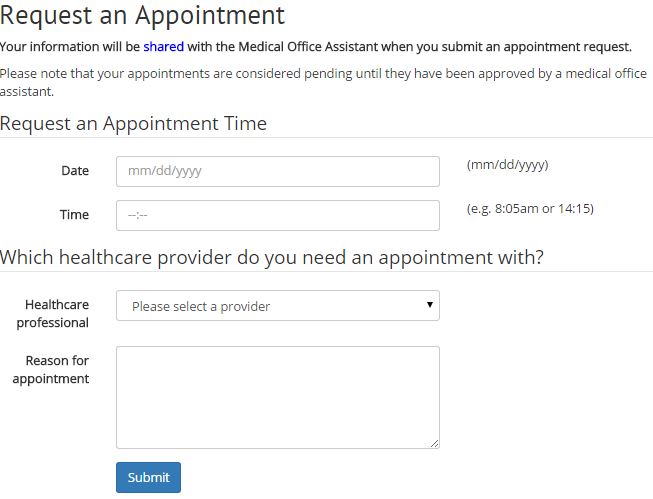 Request an Appointment
Your information will be shared with the Medical Office Assistant when you submit an appointment request.
Please note that your appointments are considered pending until they have been approved by a medical office
assistant.
Request an Appointment Time
Date
mm/dd/yyyy
(mm/dd/yyyy)
Time
--:--
(e.g. 8:05am or 14:15)
Which healthcare provider do you need an appointment with?
Healthcare
professional
Please select a provider
Reason for
appointment
Submit